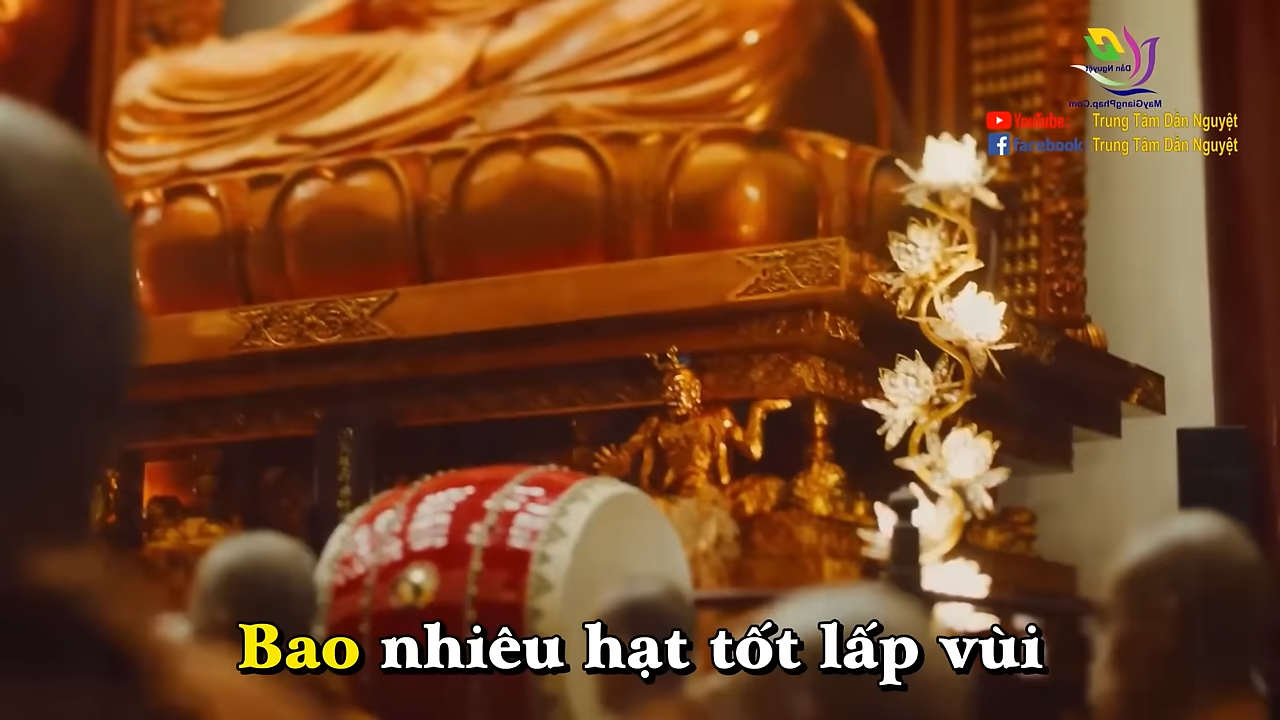 Dẫn Nguyệt
MayGiangPhap.Com
YouTube Trung Tâm Dẫn Nguyệt
facebook Trung Tâm Dẫn Nguyệt
Bao nhiêu hạt tốt lấp vùi